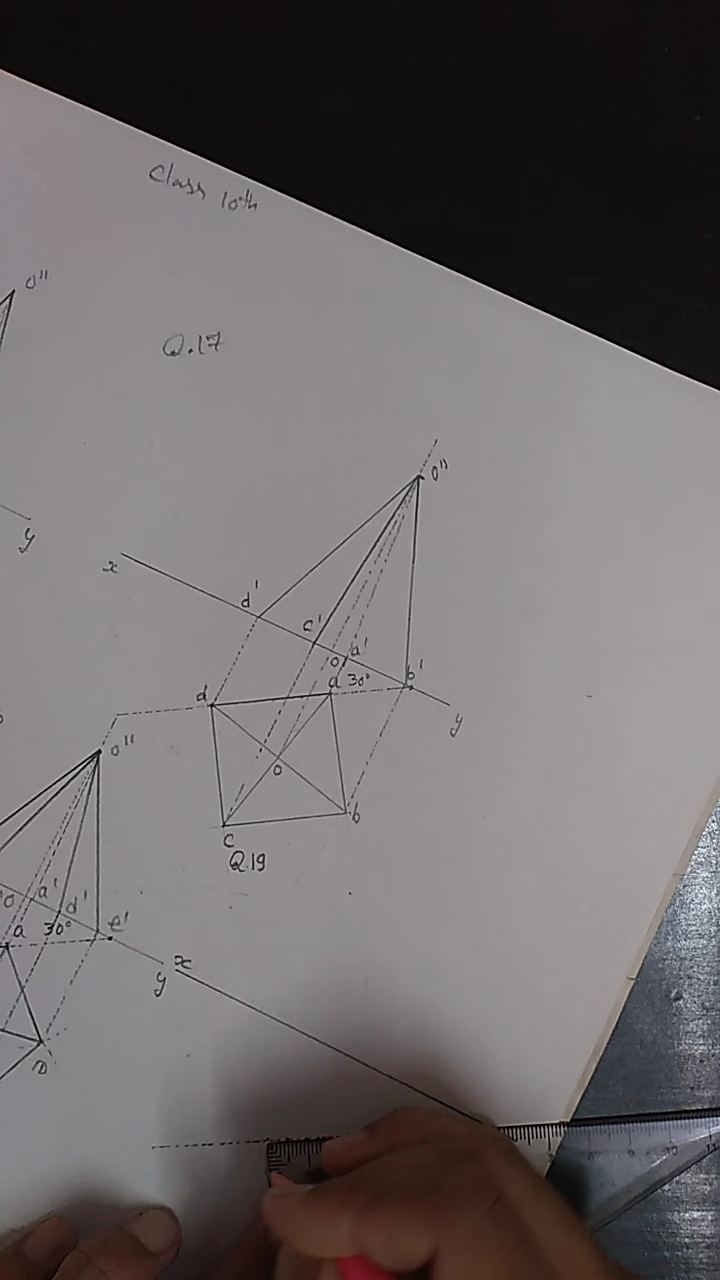 Class 10th
O"
Q.17
O"
y
x
d'
c'
a'
o
b'
d
a 30°
y
O"
o
b
c
Q.19
o a'
d'
a 30° e'
x
y
D